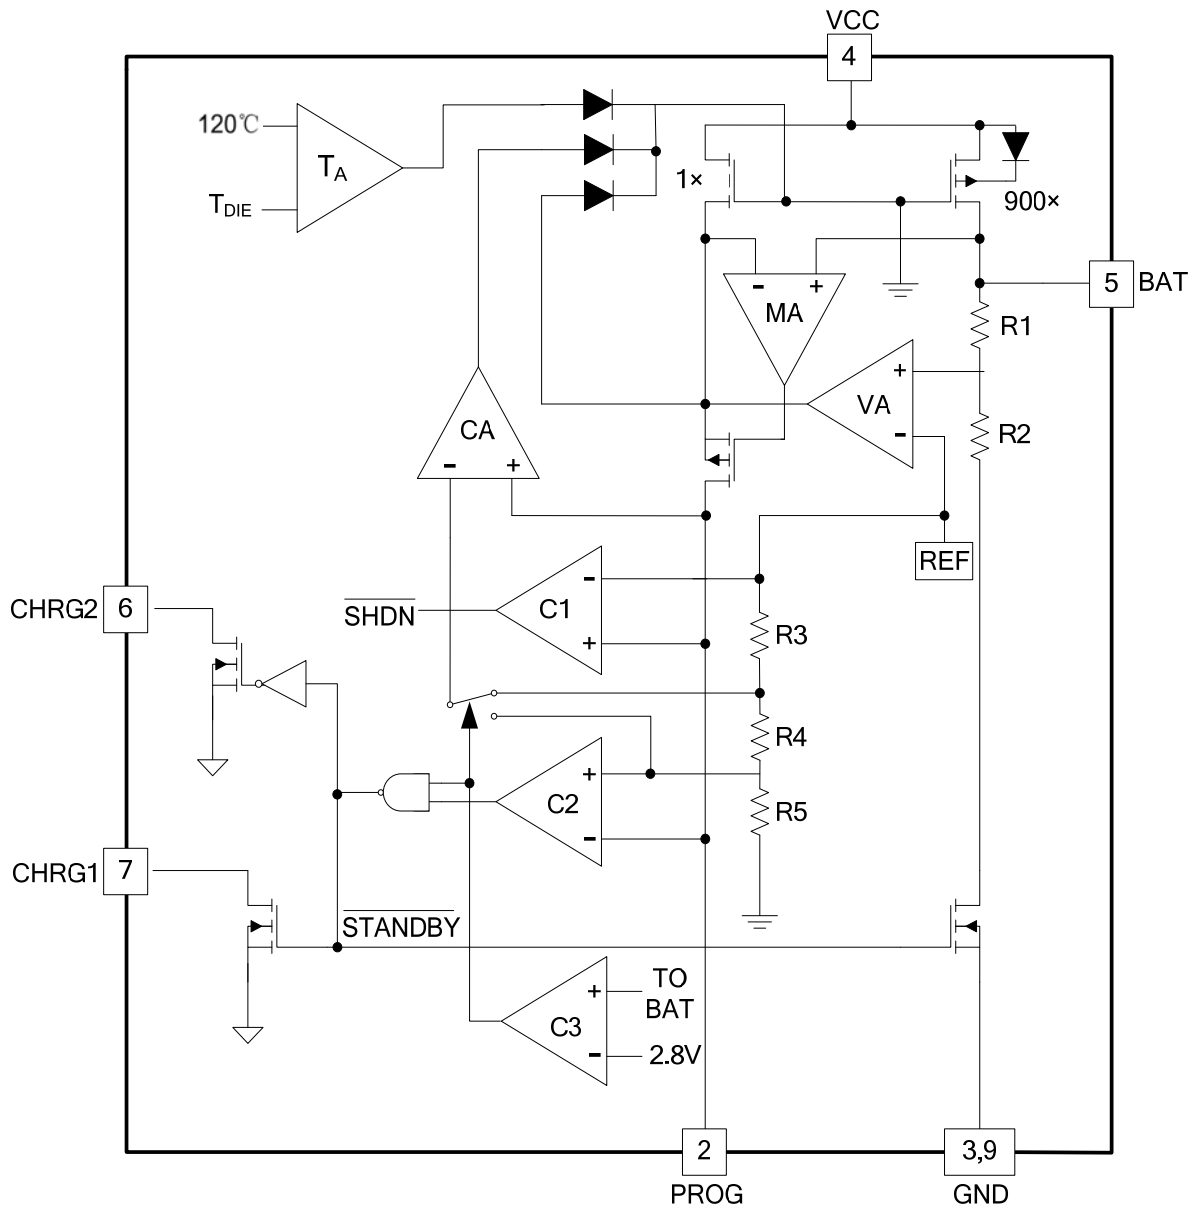 VCC
4
120℃
TA
TDIE
1×
900×
5
BAT
- +
MA
R1
+
VA
-
R2
CA
- +
REF
CHRG2
6
SHDN
-
C1
+
R3
R4
+
C2
-
R5
CHRG1
7
STANDBY
+
TO
BAT
C3
-
2.8V
2
3,9
PROG
GND